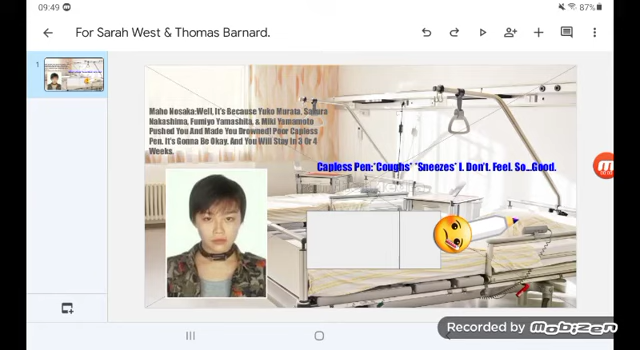 09:49
87%
For Sarah West & Thomas Barnard.
1
Maho Nosaka:Well, It's Because Yuko Murata, Sakura
Nakashima, Fumiyo Yamashita, & Miki Yamamoto
Pushed You And Made You Drowned! Poor Capless
Pen. It's Gonna Be Okay. And You Will Stay In 3 Or 4
Weeks.
Capless Pen:*Coughs* *Sneezes* I. Don't. Feel. So...Good.
Recorded by mobizen